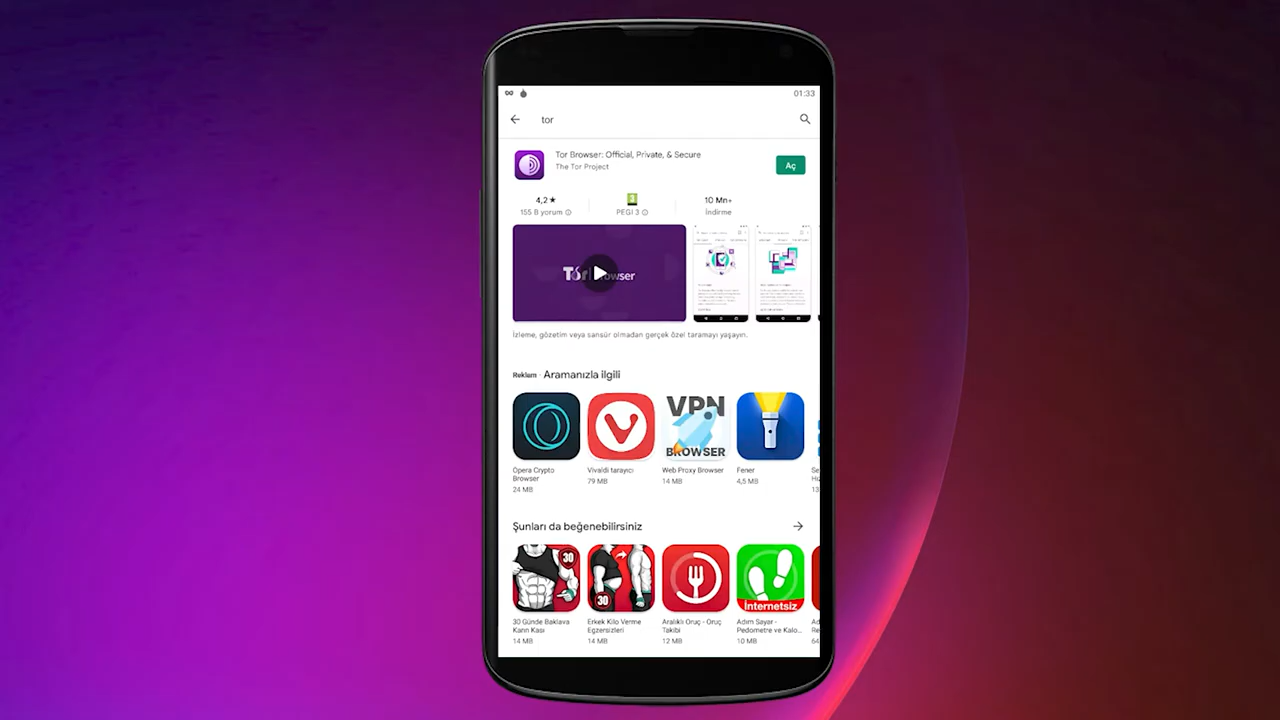 01:33
tor
Tor Browser: Official, Private, & Secure
The Tor Project
Aç
4,2★
155 B yorum
3
PEGI 3
10 Mn+
İndirme
Tor Browser
İzleme, gözetim veya sansür olmadan gerçek özel taramayı yaşayın.
Reklam · Aramanızla ilgili
VPN
BROWSER
Opera Crypto
Browser
24 MB
Vivaldi tarayıcı
79 MB
Web Proxy Browser
14 MB
Fener
4,5 MB
Şunları da beğenebilirsiniz
30
30
İnternetsiz
30 Günde Baklava
Karın Kası
14 MB
Erkek Kilo Verme
Egzersizleri
14 MB
Aralıklı Oruç - Oruç
Takibi
12 MB
Adım Sayar -
Pedometre ve Kalo...
10 MB